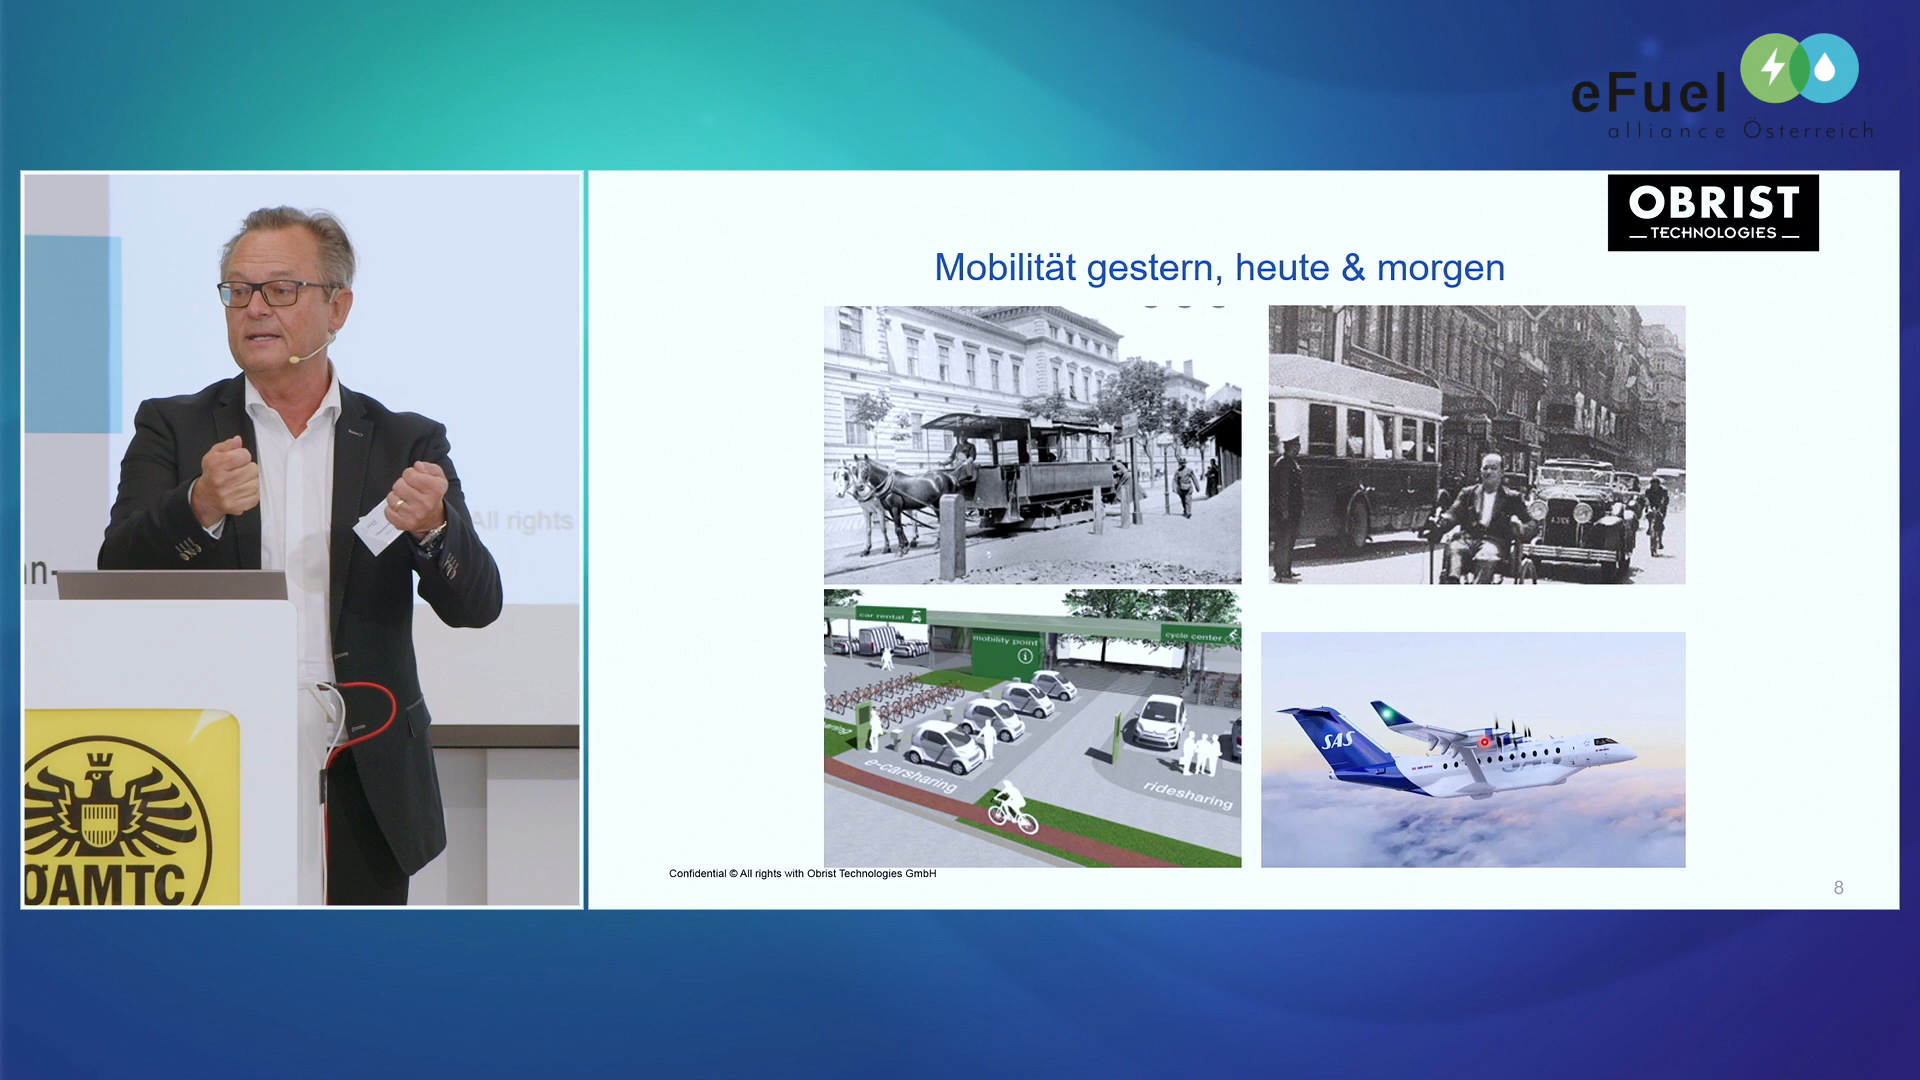 eFuel
alliance Österreich
OBRIST
TECHNOLOGIES
Mobilität gestern, heute & morgen
car rental
mobility point
i
cycle center
e-carsharing
ridesharing
SAS
Confidential © All rights with Obrist Technologies GmbH
8
All rights
n-
ÖAMTC